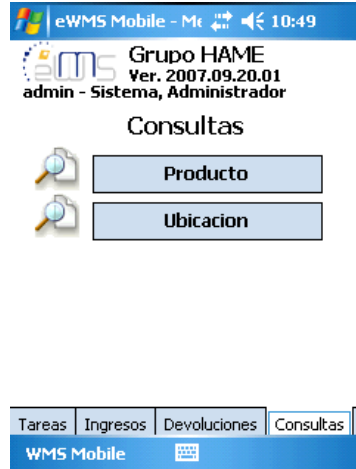 eWMS Mobile - Me 10:49
Grupo HAME
ems
Ver. 2007.09.20.01
admin - Sistema, Administrador
Consultas
Producto
Ubicacion
Tareas Ingresos Devoluciones Consultas
WMS Mobile